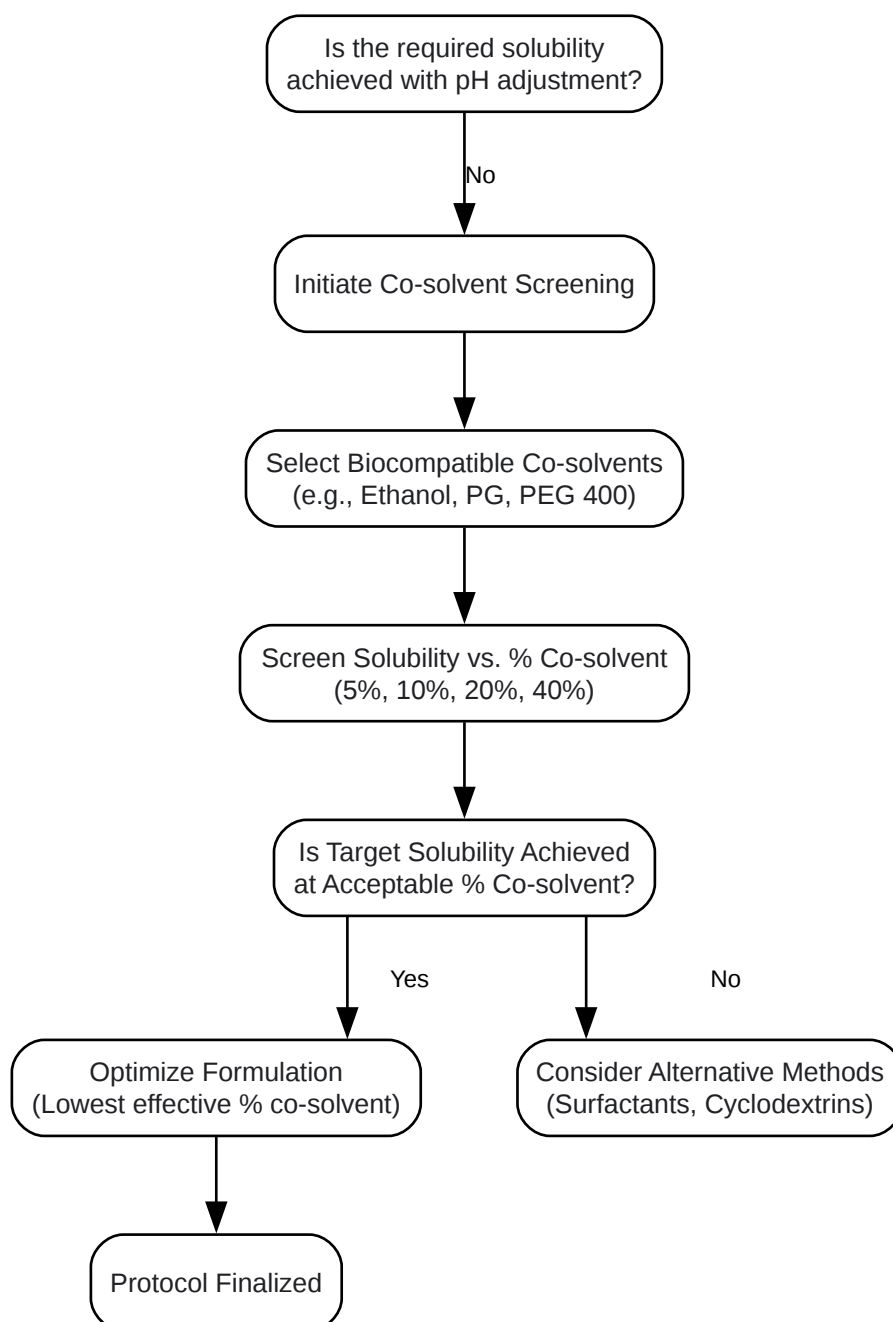 Is the required solubility
achieved with pH adjustment?
No
Initiate Co-solvent Screening
Select Biocompatible Co-solvents
(e.g., Ethanol, PG, PEG 400)
Screen Solubility vs. % Co-solvent
(5%, 10%, 20%, 40%)
Is Target Solubility Achieved
at Acceptable % Co-solvent?
Yes
No
Optimize Formulation
(Lowest effective % co-solvent)
Consider Alternative Methods
(Surfactants, Cyclodextrins)
Protocol Finalized